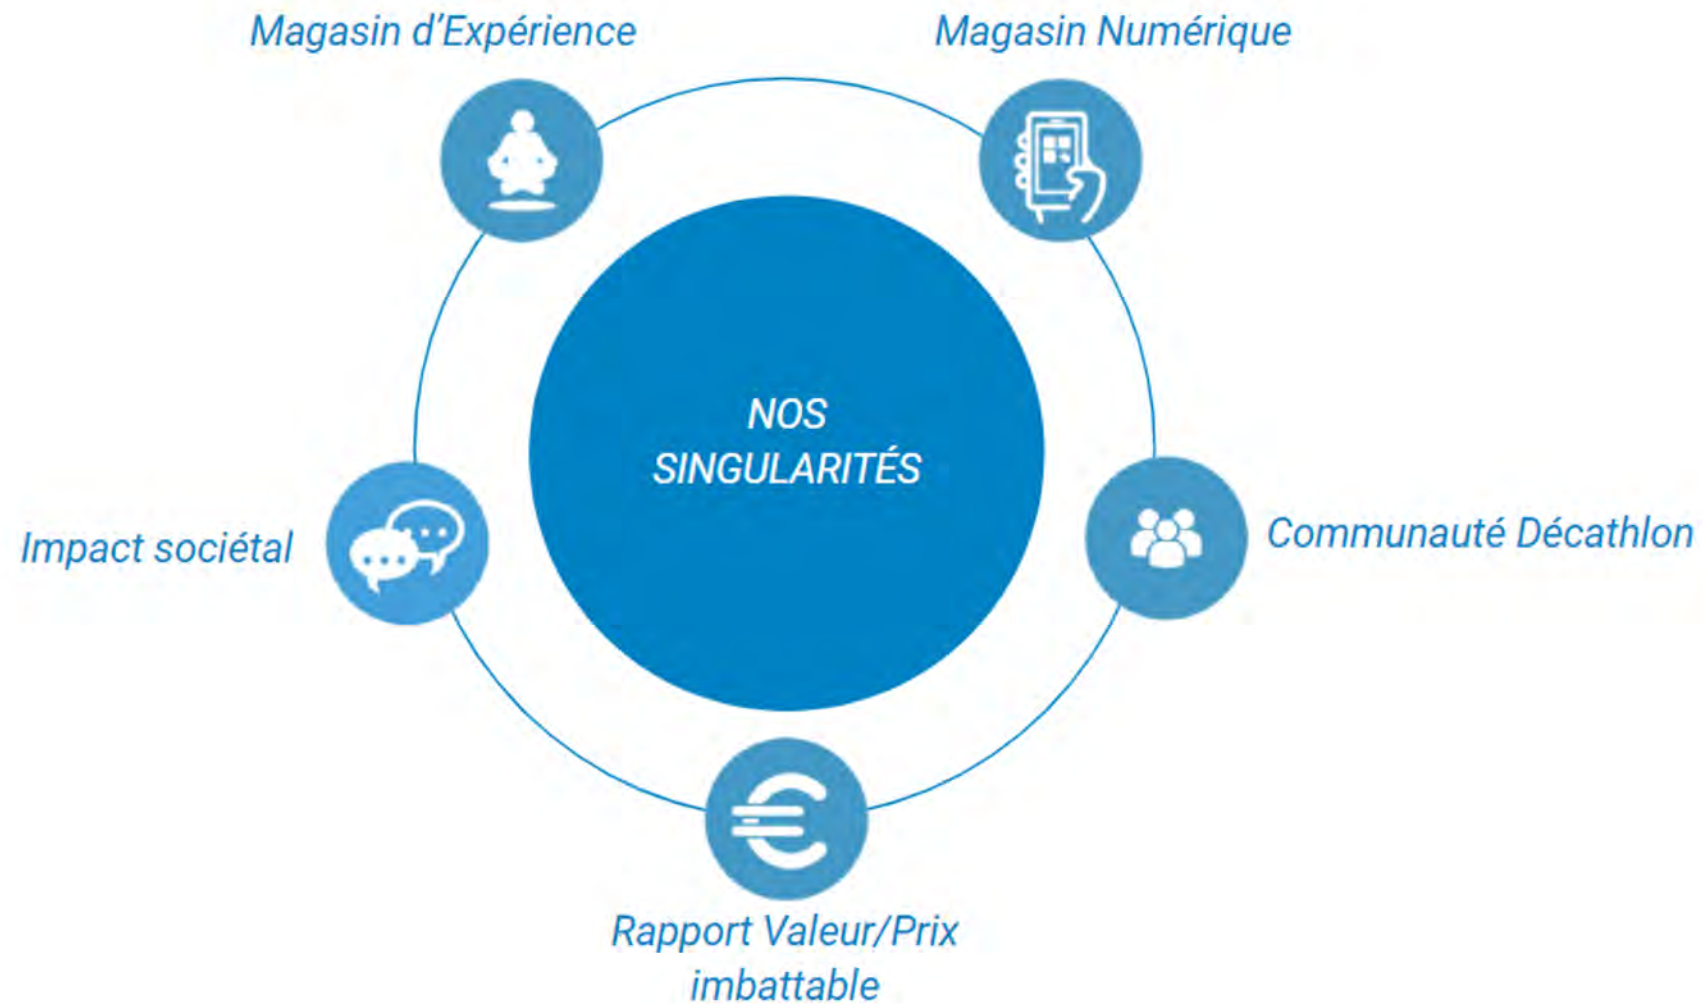 Magasin d’Expérience
Magasin Numérique
NOS
SINGULARITÉS
Impact sociétal
Communauté Décathlon
Rapport Valeur/Prix
imbattable